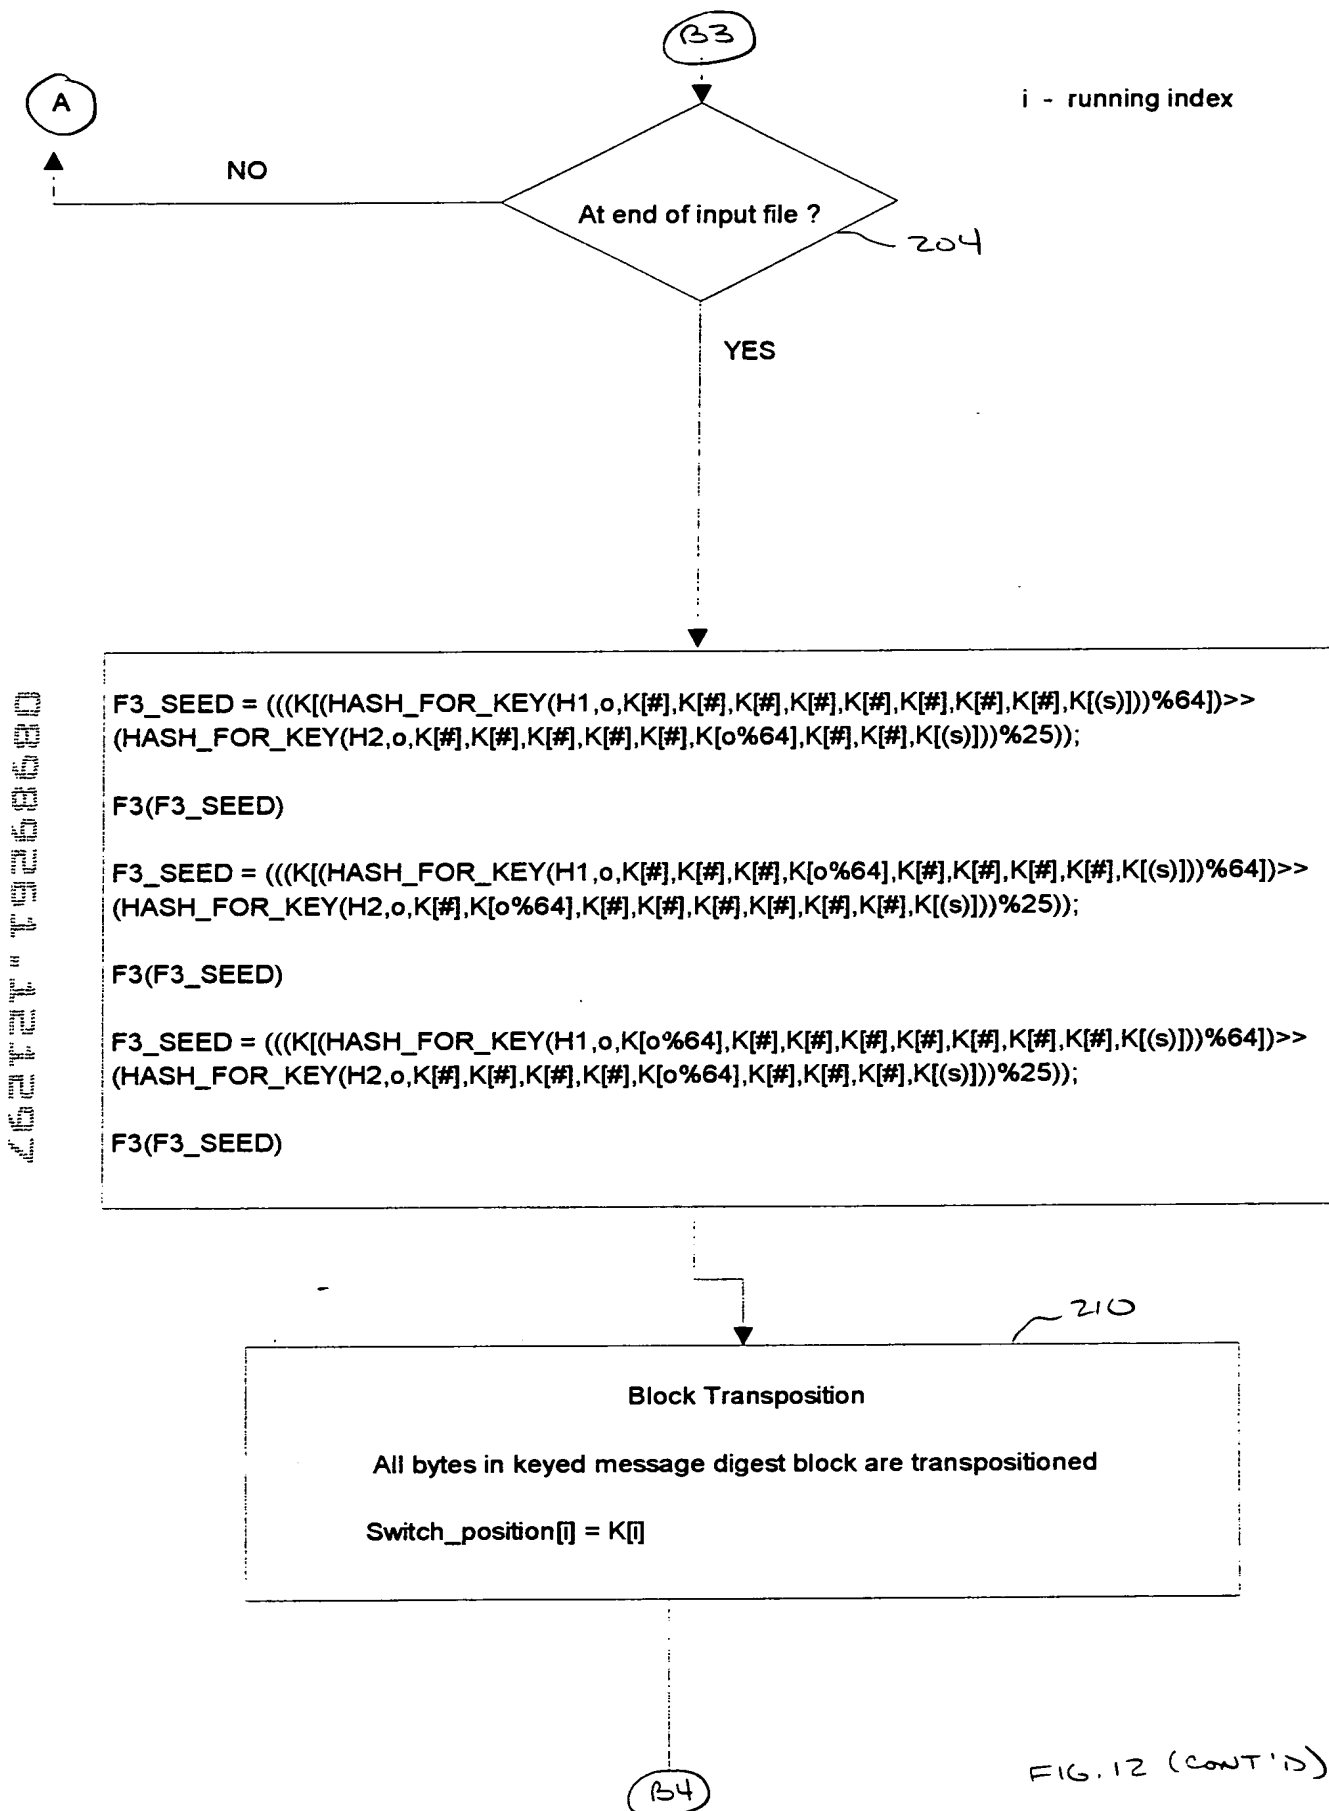 B3
A
i - running index
NO
At end of input file ?
204
YES
F3_SEED = (((K[(HASH_FOR_KEY(H1,o,K[#],K[#],K[#],K[#],K[#],K[#],K[#],K[#],K[(s)]))%64])>>
(HASH_FOR_KEY(H2,o,K[#],K[#],K[#],K[#],K[#],K[o%64],K[#],K[#],K[(s)]))%25));
F3(F3_SEED)
F3_SEED = (((K[(HASH_FOR_KEY(H1,o,K[#],K[#],K[#],K[o%64],K[#],K[#],K[#],K[#],K[(s)]))%64])>>
(HASH_FOR_KEY(H2,o,K[#],K[o%64],K[#],K[#],K[#],K[#],K[#],K[#],K[(s)]))%25));
F3(F3_SEED)
F3_SEED = (((K[(HASH_FOR_KEY(H1,o,K[o%64],K[#],K[#],K[#],K[#],K[#],K[#],K[#],K[(s)]))%64])>>
(HASH_FOR_KEY(H2,o,K[#],K[#],K[#],K[#],K[o%64],K[#],K[#],K[#],K[(s)]))%25));
F3(F3_SEED)
08989261.121297
210
Block Transposition
All bytes in keyed message digest block are transpositioned
Switch_position[i] = K[i]
B4
FIG. 12 (CONT'D)